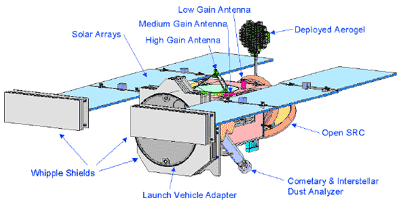 Low Gain Antenna
Medium Gain Antenna
Deployed Aerogel
Solar Arrays
High Gain Antenna
Open SRC
Whipple Shields
Cometary & Interstellar
Dust Analyzer
Launch Vehicle Adapter